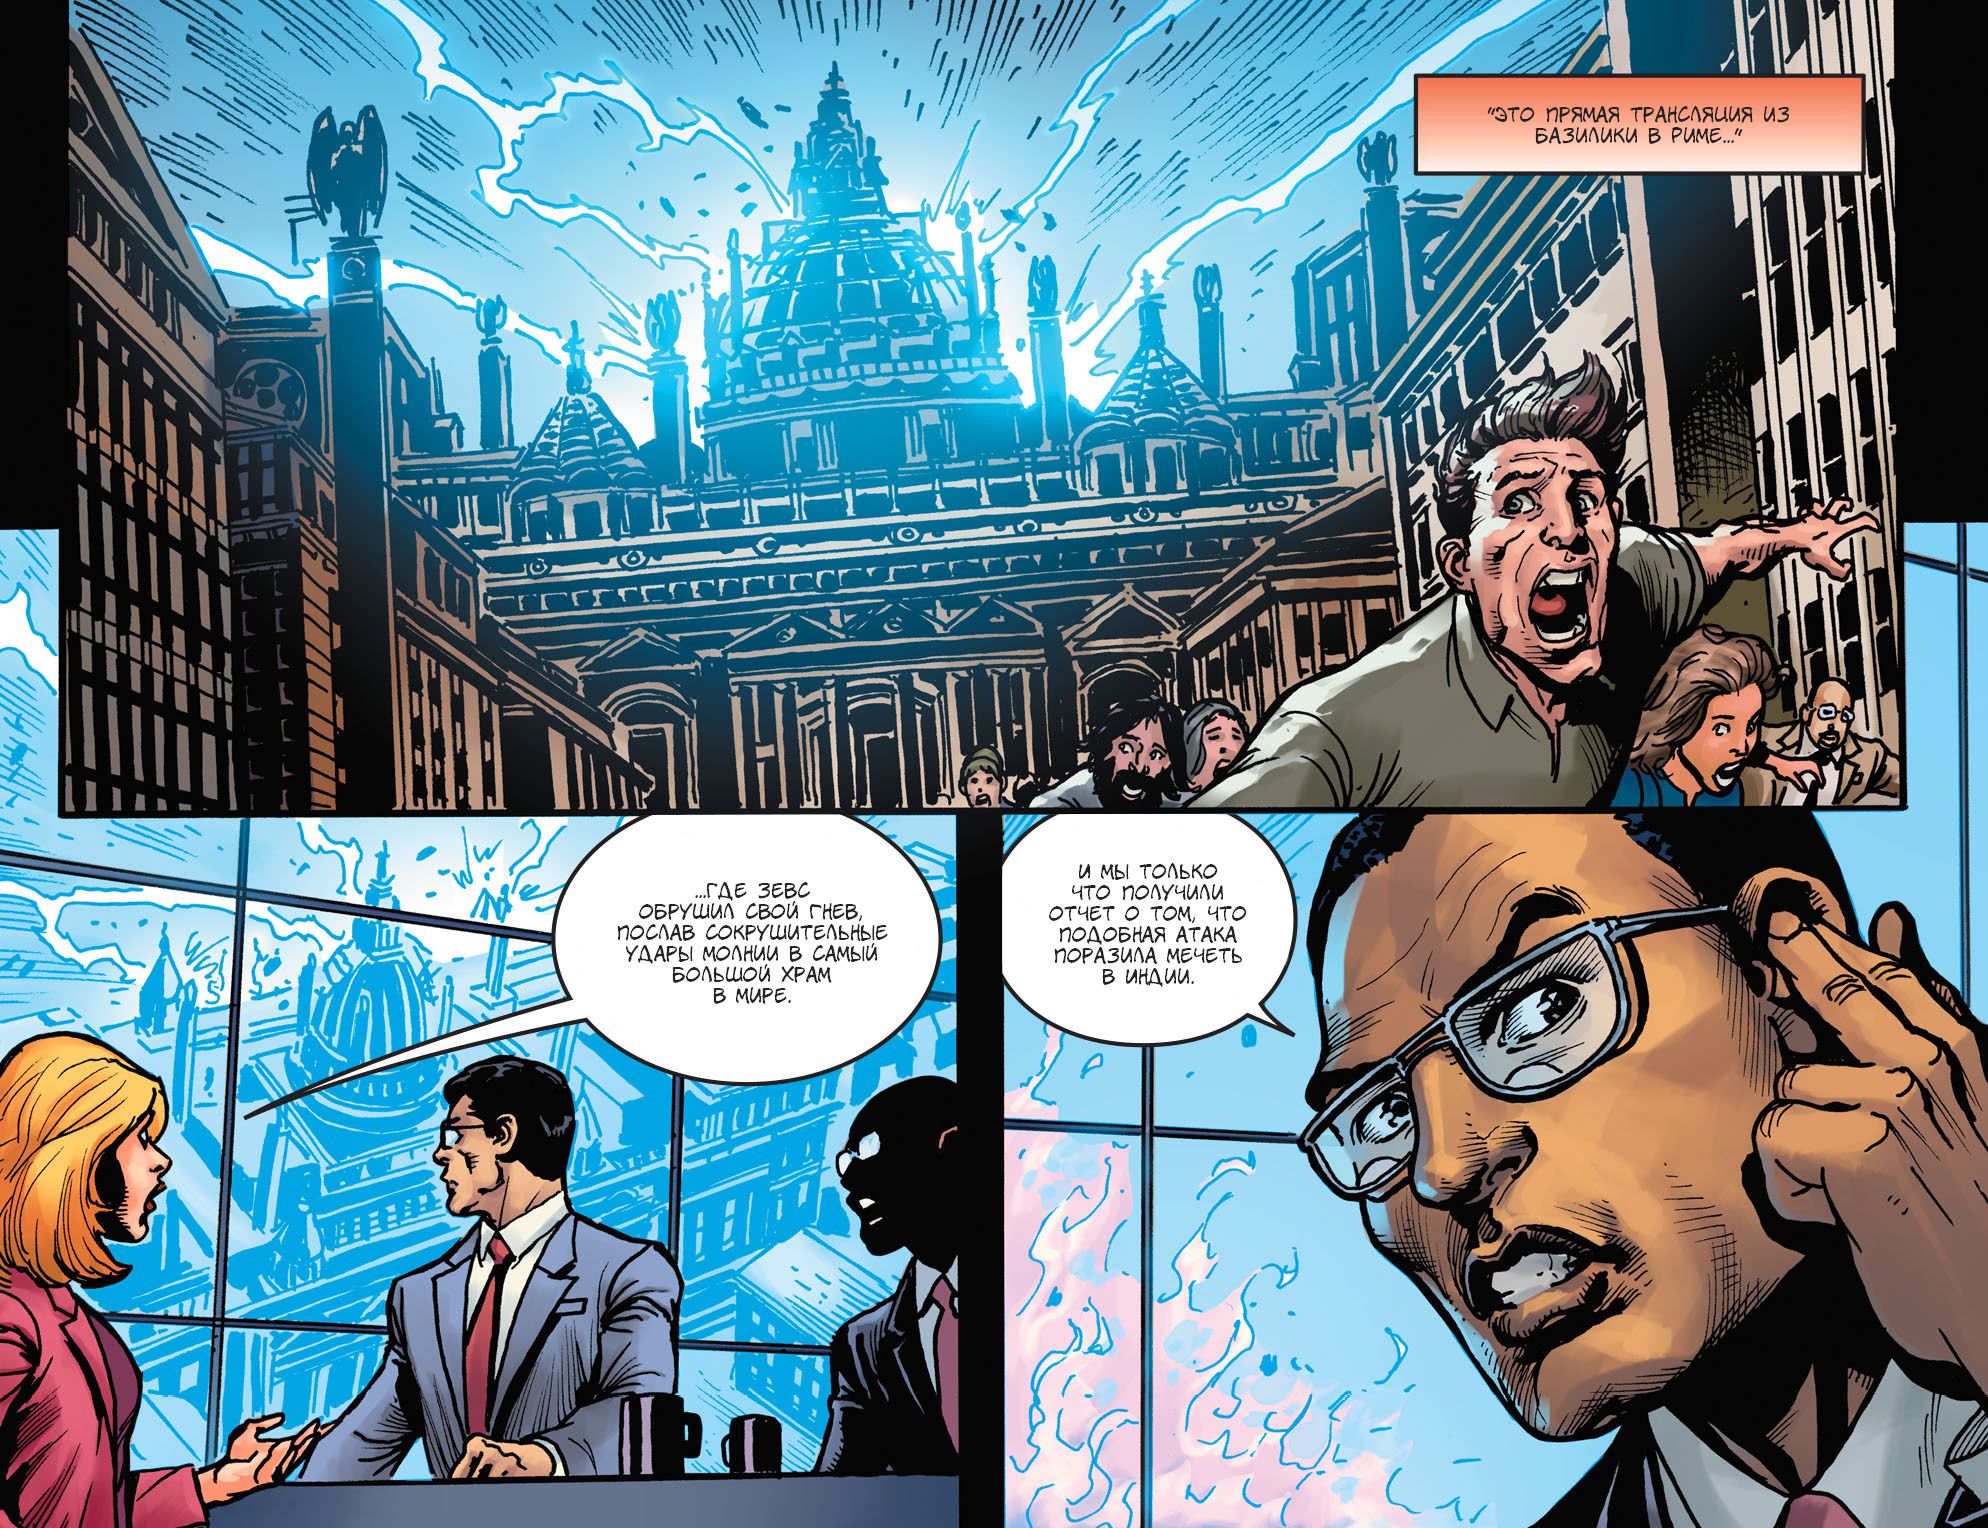 "ЭТО ПРЯМАЯ ТРАНСЛЯЦИЯ ИЗ
БАЗИЛИКИ В РИМЕ..."
...ГДЕ ЗЕВС
ОБРУШИЛ СВОЙ ГНЕВ,
ПОСЛАВ СОКРУШИТЕЛЬНЫЕ
УДАРЫ МОЛНИИ В САМЫЙ
БОЛЬШОЙ ХРАМ
В МИРЕ.
И МЫ ТОЛЬКО
ЧТО ПОЛУЧИЛИ
ОТЧЕТ О ТОМ, ЧТО
ПОДОБНАЯ АТАКА
ПОРАЗИЛА МЕЧЕТЬ
В ИНДИИ.